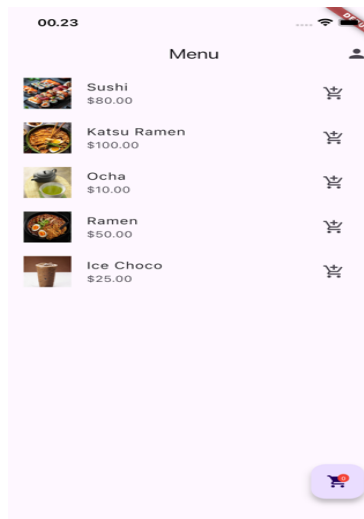 00.23
Menu
Sushi
$80.00
Katsu Ramen
$100.00
Ocha
$10.00
Ramen
$50.00
Ice Choco
$25.00
0